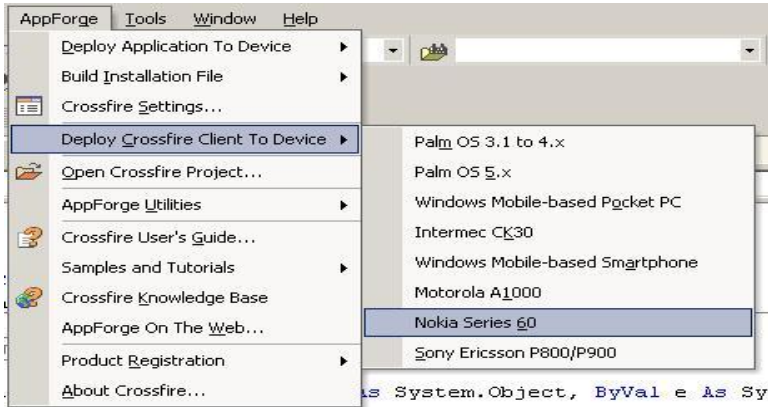 AppForge Tools Window Help
Deploy Application To Device
Build Installation File
Crossfire Settings...
Deploy Crossfire Client To Device
Open Crossfire Project...
AppForge Utilities
Crossfire User's Guide...
Samples and Tutorials
Crossfire Knowledge Base
AppForge On The Web...
Product Registration
About Crossfire...
Palm OS 3.1 to 4.x
Palm OS 5.x
Windows Mobile-based Pocket PC
Intermec CK30
Windows Mobile-based Smartphone
Motorola A1000
Nokia Series 60
Sony Ericsson P800/P900
As System.Object, ByVal e As Sy